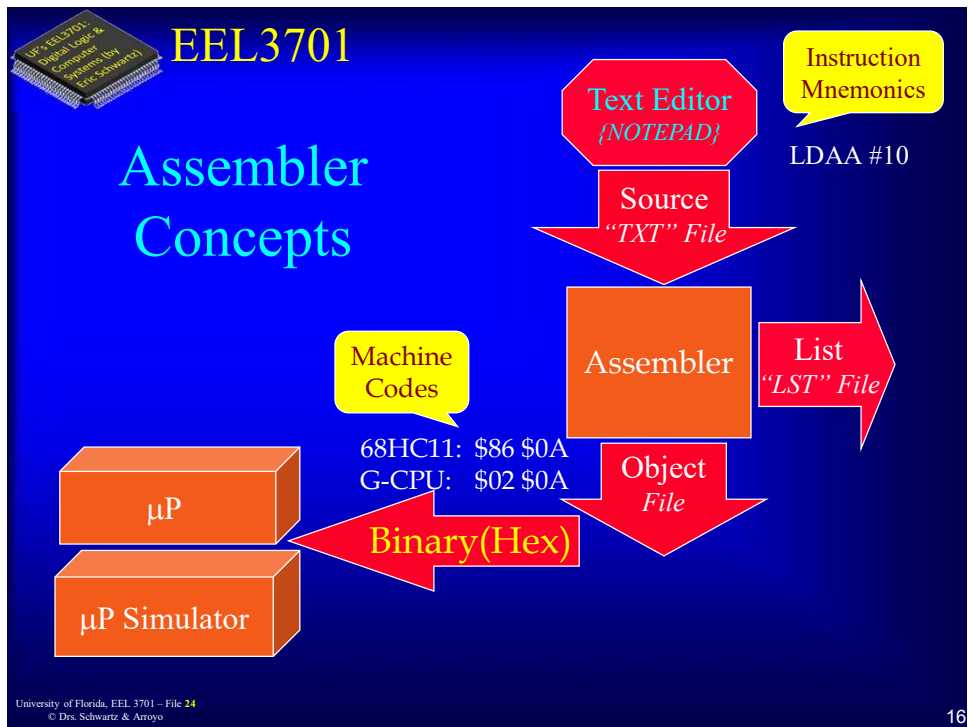 UF's EEL3701:
Digital Logic &
Computer
Systems (by
Eric Schwartz)
EEL3701
Assembler
Concepts
Text Editor
{NOTEPAD}
Instruction
Mnemonics
LDAA #10
Source
“TXT” File
Assembler
List
“LST” File
Machine
Codes
68HC11: $86 $0A
G-CPU: $02 $0A
Object
File
Binary(Hex)
µP
µP Simulator
University of Florida, EEL 3701 – File 24
© Drs. Schwartz & Arroyo
16